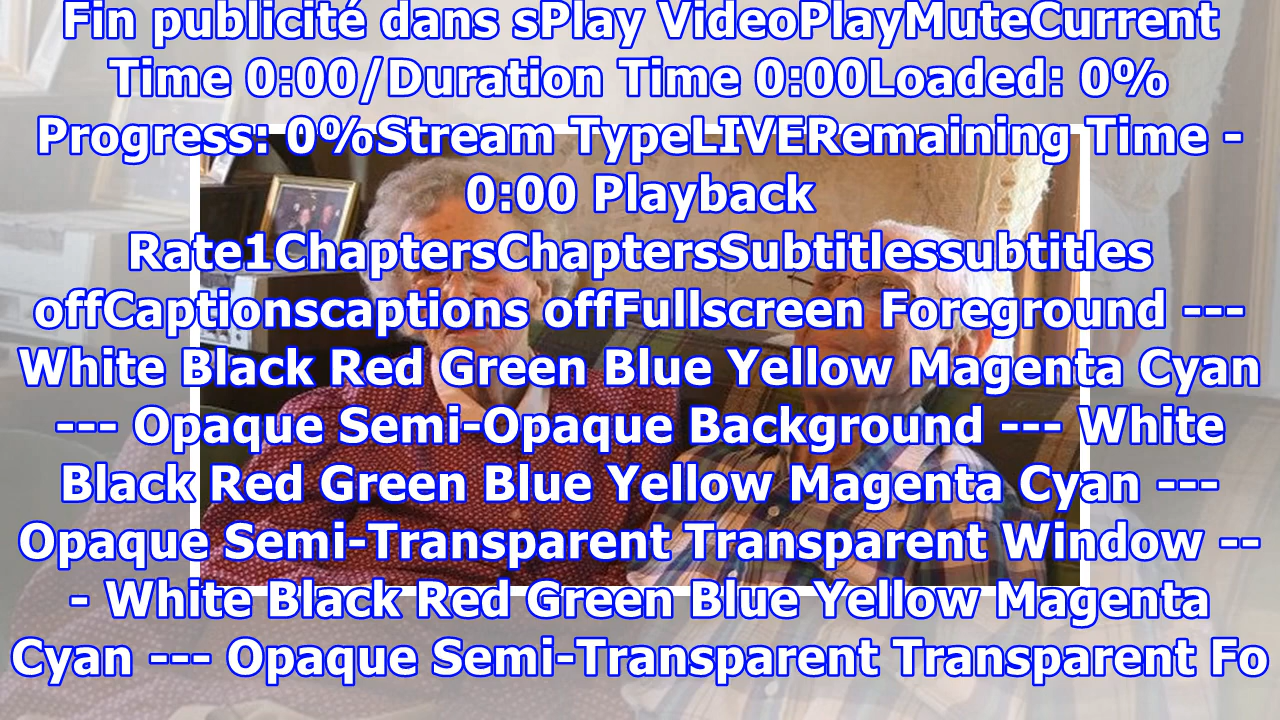 Fin publicité dans sPlay VideoPlayMuteCurrent
Time 0:00/Duration Time 0:00Loaded: 0%
Progress: 0%Stream TypeLIVERemaining Time -
0:00 Playback
Rate1ChaptersChaptersSubtitlessubtitles
offCaptionscaptions offFullscreen Foreground ---
White Black Red Green Blue Yellow Magenta Cyan
--- Opaque Semi-Opaque Background --- White
Black Red Green Blue Yellow Magenta Cyan ---
Opaque Semi-Transparent Transparent Window --
- White Black Red Green Blue Yellow Magenta
Cyan --- Opaque Semi-Transparent Transparent Fo